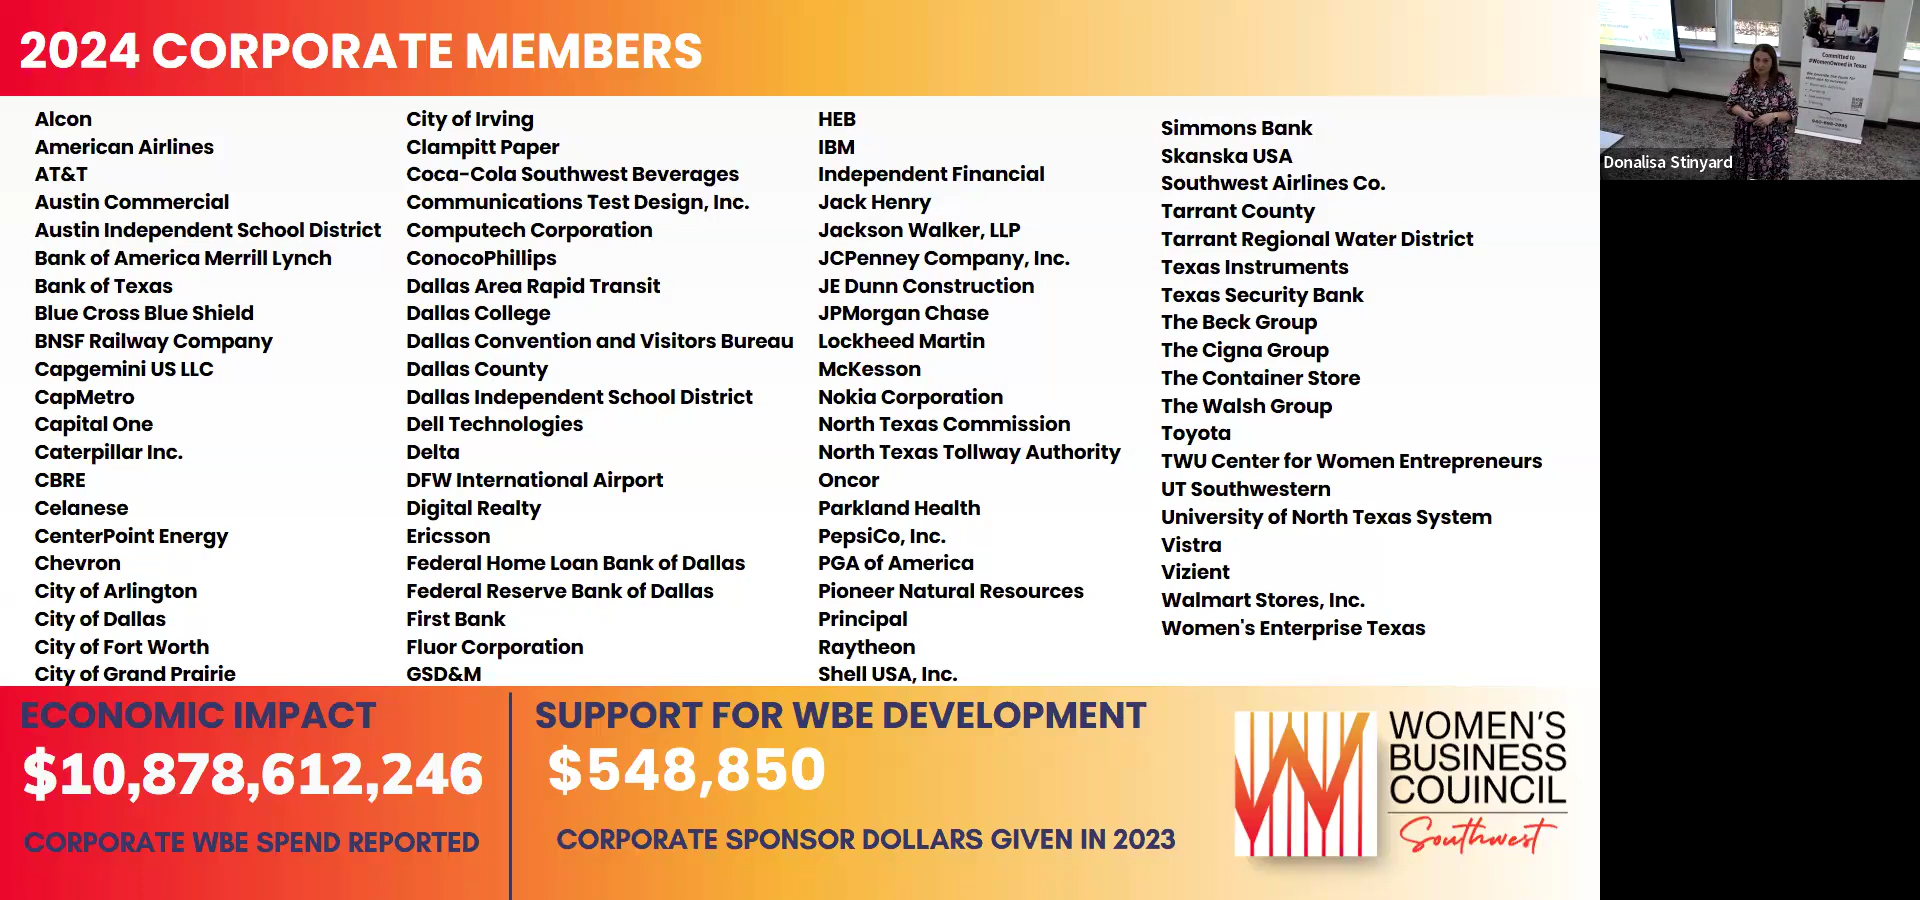 2024 CORPORATE MEMBERS
Alcon
American Airlines
AT&T
Austin Commercial
Austin Independent School District
Bank of America Merrill Lynch
Bank of Texas
Blue Cross Blue Shield
BNSF Railway Company
Capgemini US LLC
CapMetro
Capital One
Caterpillar Inc.
CBRE
Celanese
CenterPoint Energy
Chevron
City of Arlington
City of Dallas
City of Fort Worth
City of Grand Prairie
City of Irving
Clampitt Paper
Coca-Cola Southwest Beverages
Communications Test Design, Inc.
Computech Corporation
ConocoPhillips
Dallas Area Rapid Transit
Dallas College
Dallas Convention and Visitors Bureau
Dallas County
Dallas Independent School District
Dell Technologies
Delta
DFW International Airport
Digital Realty
Ericsson
Federal Home Loan Bank of Dallas
Federal Reserve Bank of Dallas
First Bank
Fluor Corporation
GSD&M
HEB
IBM
Independent Financial
Jack Henry
Jackson Walker, LLP
JCPenney Company, Inc.
JE Dunn Construction
JPMorgan Chase
Lockheed Martin
McKesson
Nokia Corporation
North Texas Commission
North Texas Tollway Authority
Oncor
Parkland Health
PepsiCo, Inc.
PGA of America
Pioneer Natural Resources
Principal
Raytheon
Shell USA, Inc.
Simmons Bank
Skanska USA
Southwest Airlines Co.
Tarrant County
Tarrant Regional Water District
Texas Instruments
Texas Security Bank
The Beck Group
The Cigna Group
The Container Store
The Walsh Group
Toyota
TWU Center for Women Entrepreneurs
UT Southwestern
University of North Texas System
Vistra
Vizient
Walmart Stores, Inc.
Women's Enterprise Texas
ECONOMIC IMPACT
$10,878,612,246
CORPORATE WBE SPEND REPORTED
SUPPORT FOR WBE DEVELOPMENT
$548,850
CORPORATE SPONSOR DOLLARS GIVEN IN 2023
WOMEN'S
BUSINESS
COUINCIL
Southwest
Committed to
#WomenOwned in Texas
Donalisa Stinyard